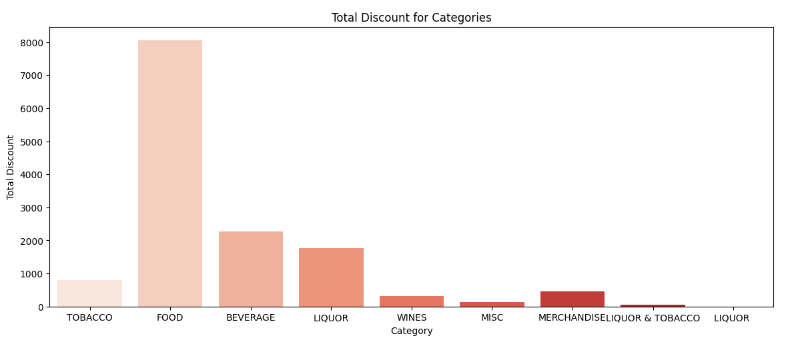 Total Discount for Categories
8000
7000
6000
5000
4000
3000
2000
1000
0
Total Discount
TOBACCO FOOD BEVERAGE LIQUOR WINES MISC MERCHANDISE LIQUOR & TOBACCO LIQUOR
Category